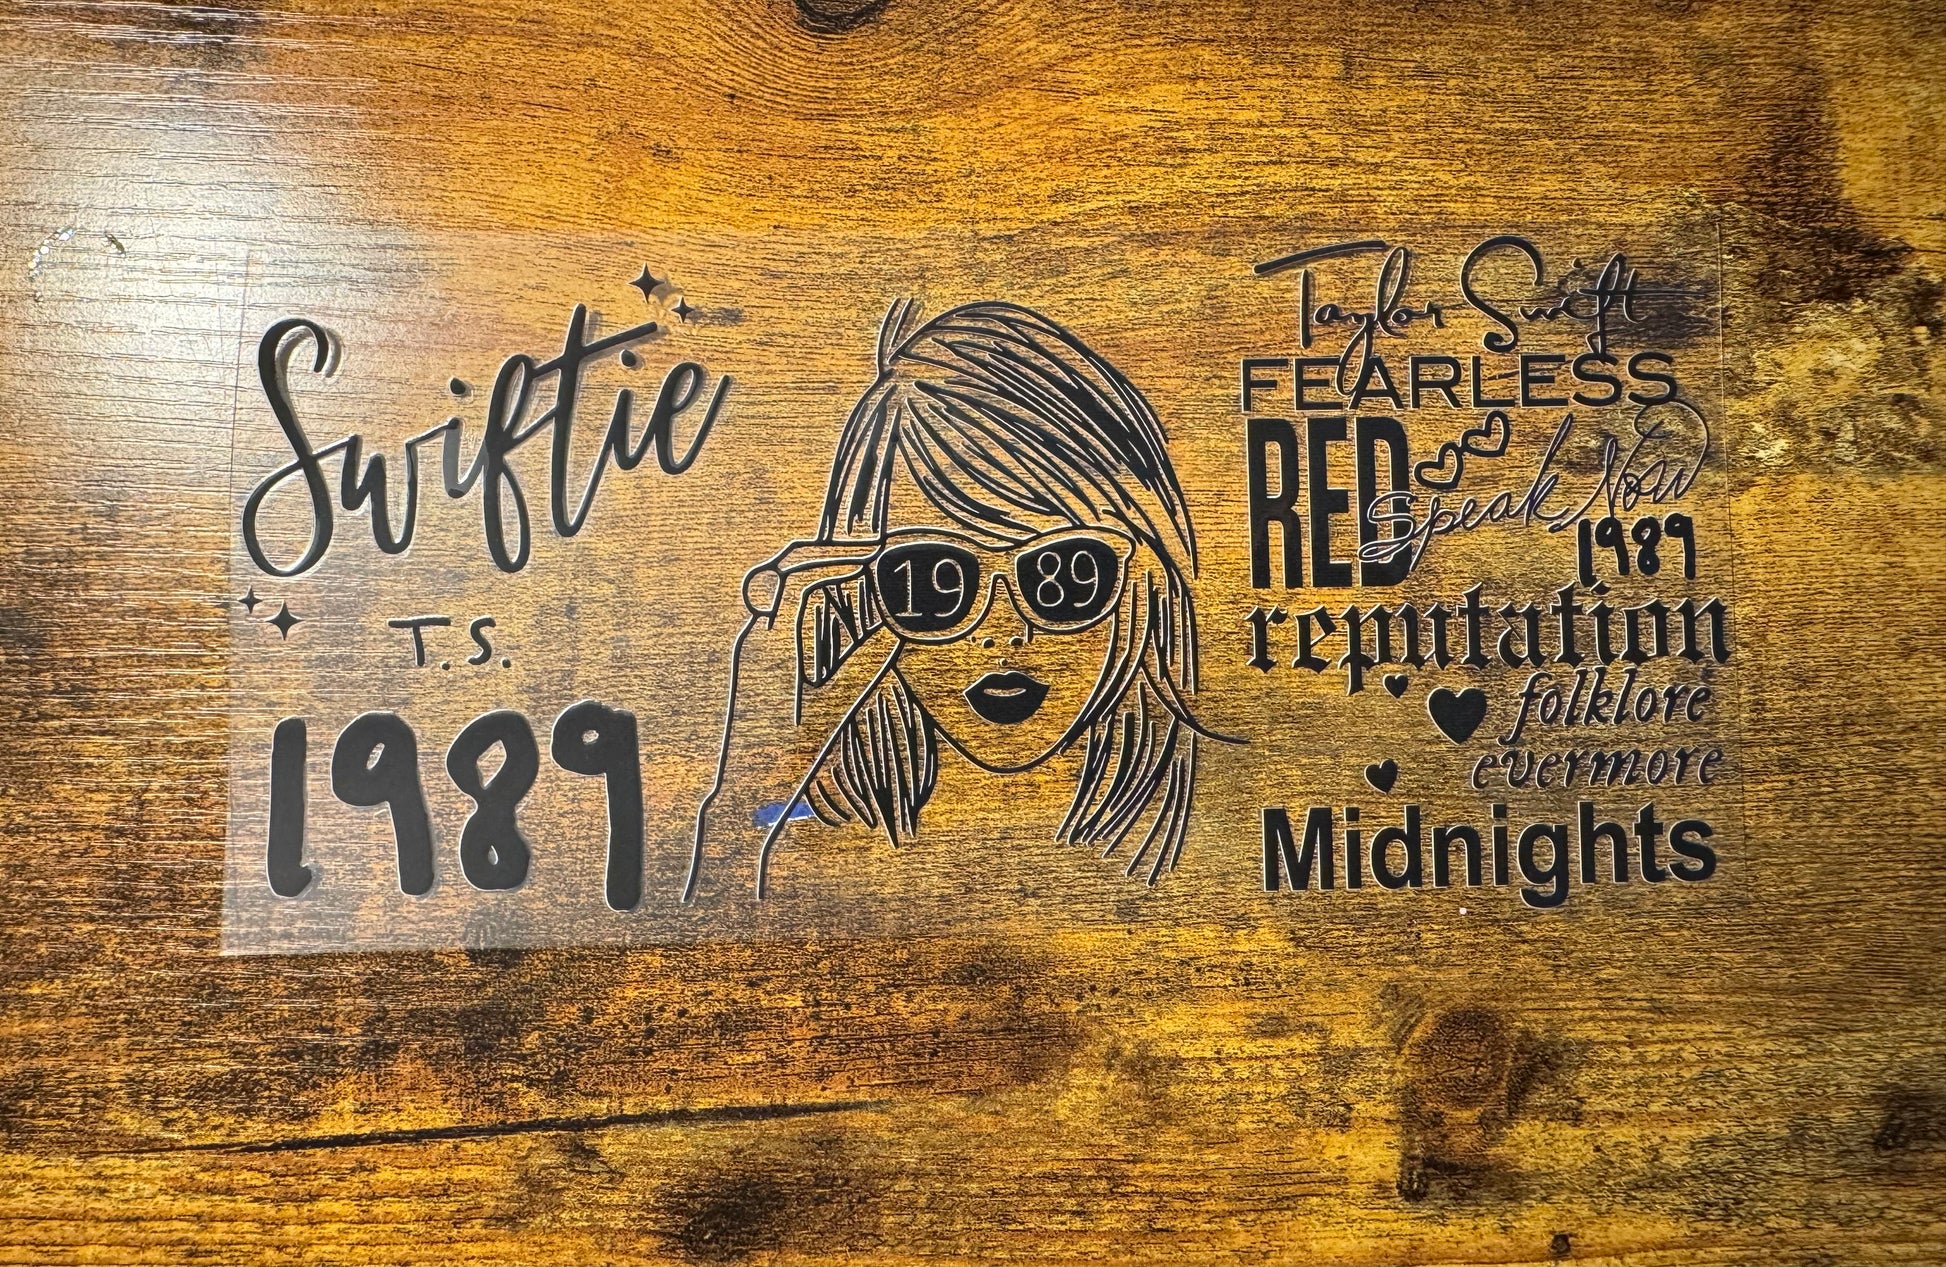 Swiftie
T.S.
1989
19 89
Taylor Swift
FEARLESS
RED
Speak Now
1989
reputation
folklore
evermore
Midnights